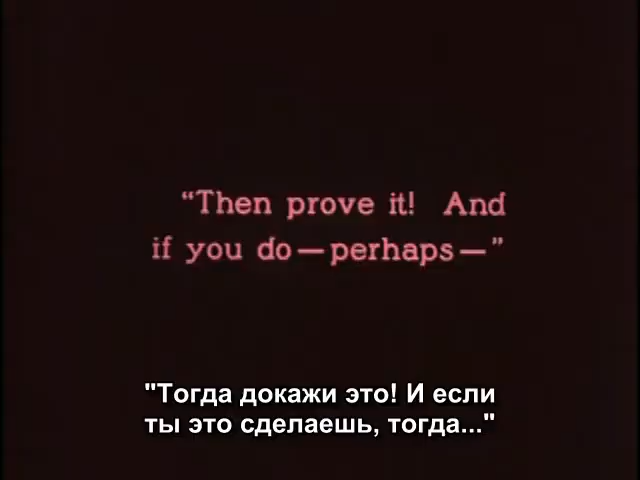 “Then prove it! And
if you do—perhaps—”
"Тогда докажи это! И если
ты это сделаешь, тогда..."